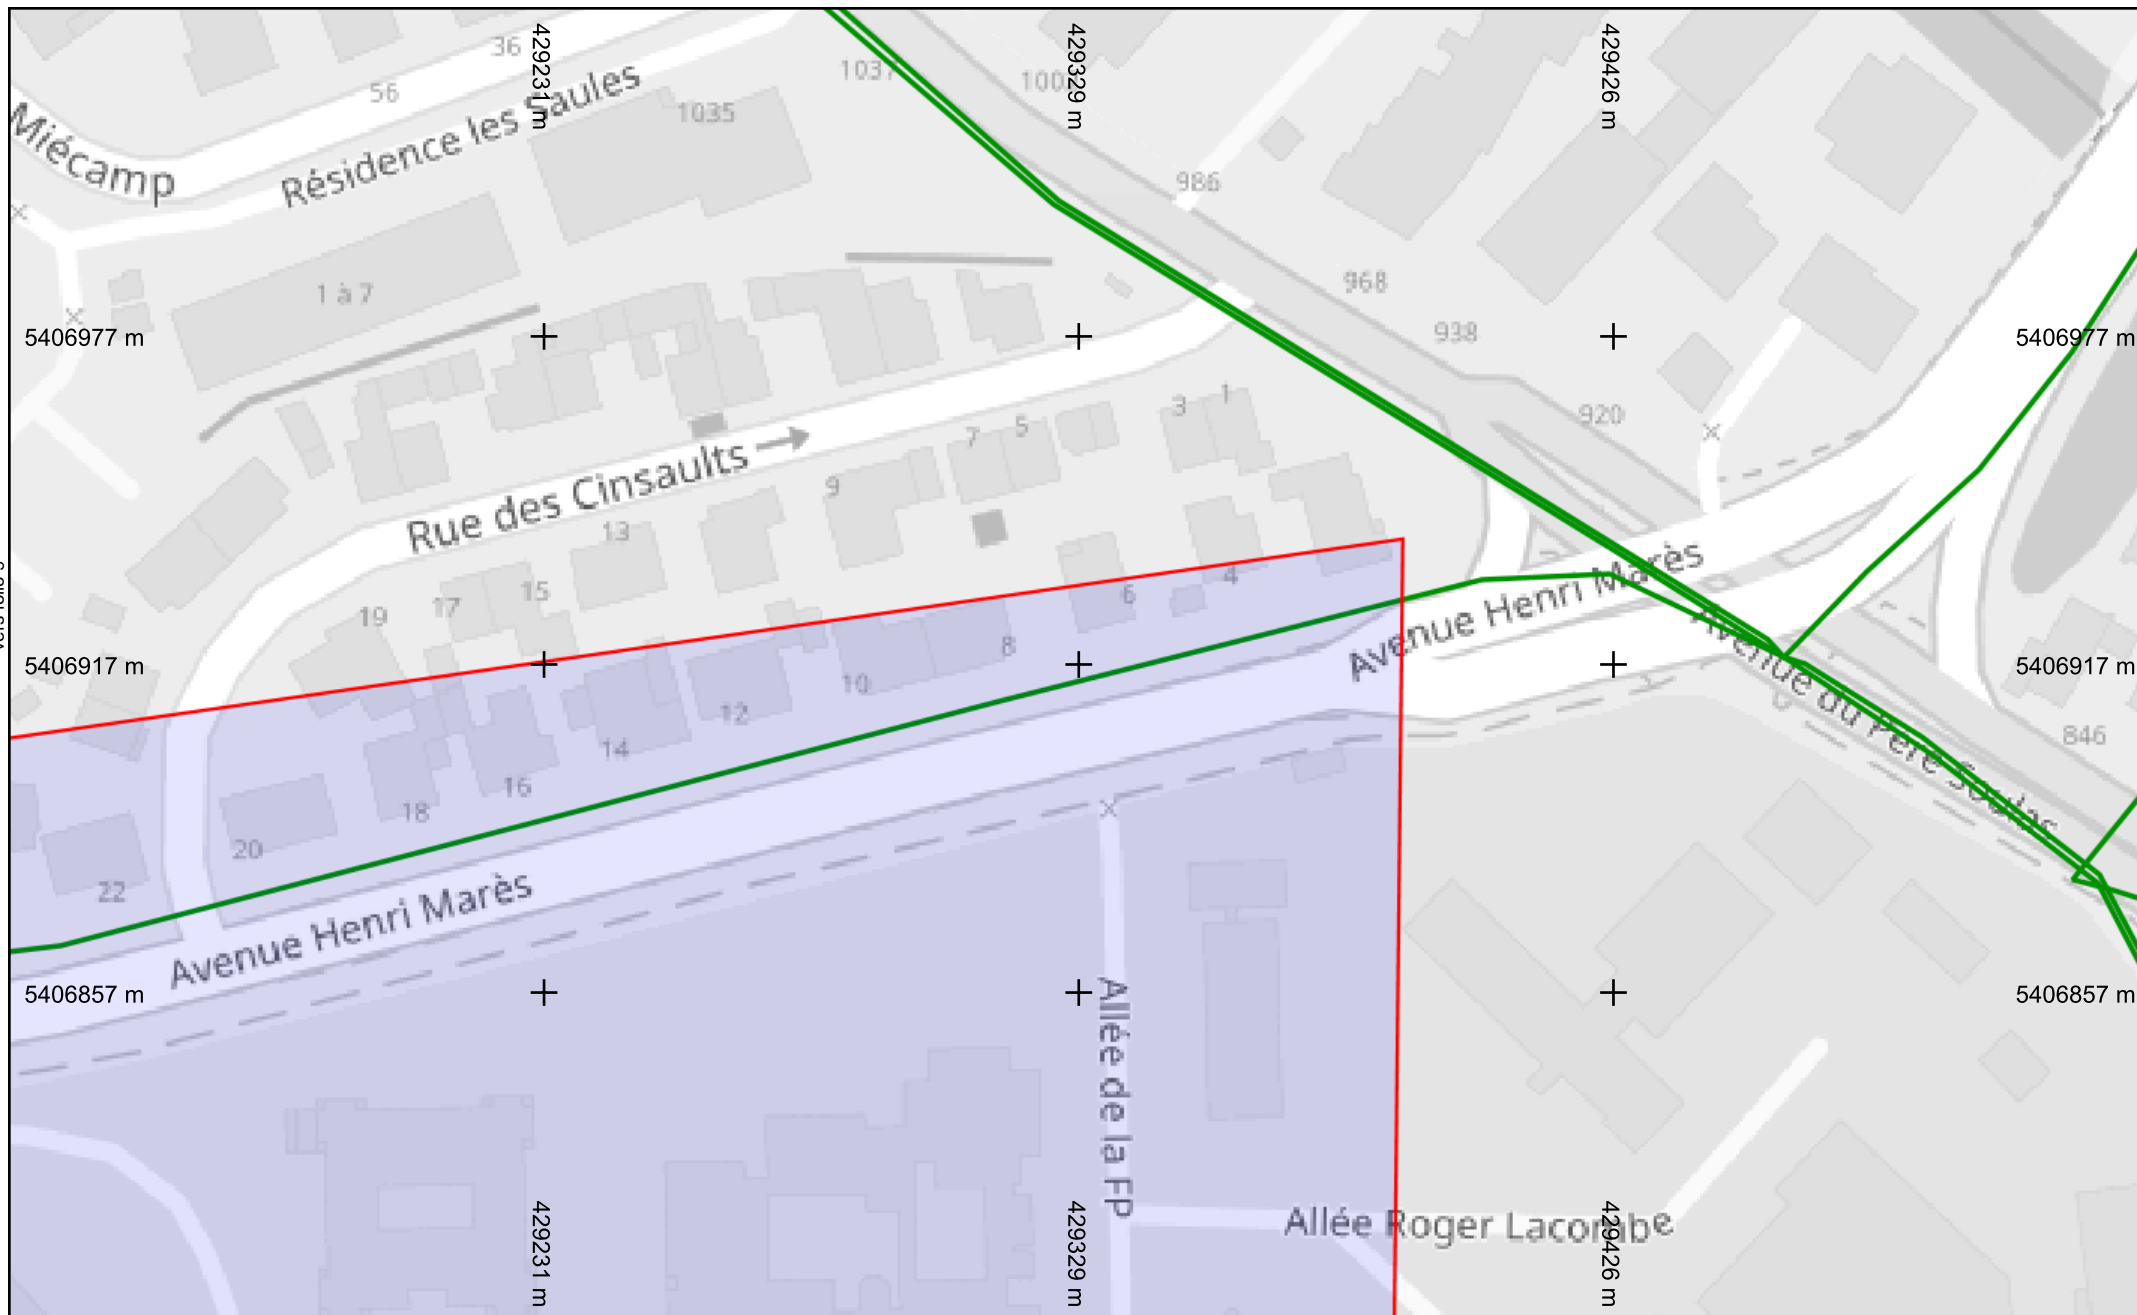 36
429231 m
429329 m
429426 m
1037
100
56
Résidence les Saules
1035
Miécamp
986
1 à 7
968
938
5406977 m
5406977 m
920
3
1
7
5
Rue des Cinsaults
9
13
Avenue Henri Marès
4
6
15
17
19
8
10
12
14
16
18
20
22
5406917 m
5406917 m
Avenue du Père Soulas
846
Avenue Henri Marès
5406857 m
5406857 m
Allée de la FP
Allée Roger Lacombe
429231 m
429329 m
429426 m